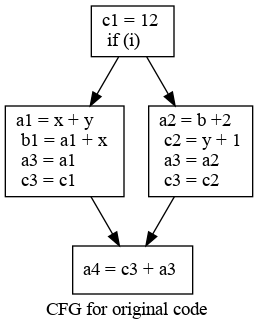 c1 = 12
if (i)
a1 = x + y
b1 = a1 + x
a3 = a1
c3 = c1
a2 = b +2
c2 = y + 1
a3 = a2
c3 = c2
a4 = c3 + a3
CFG for original code